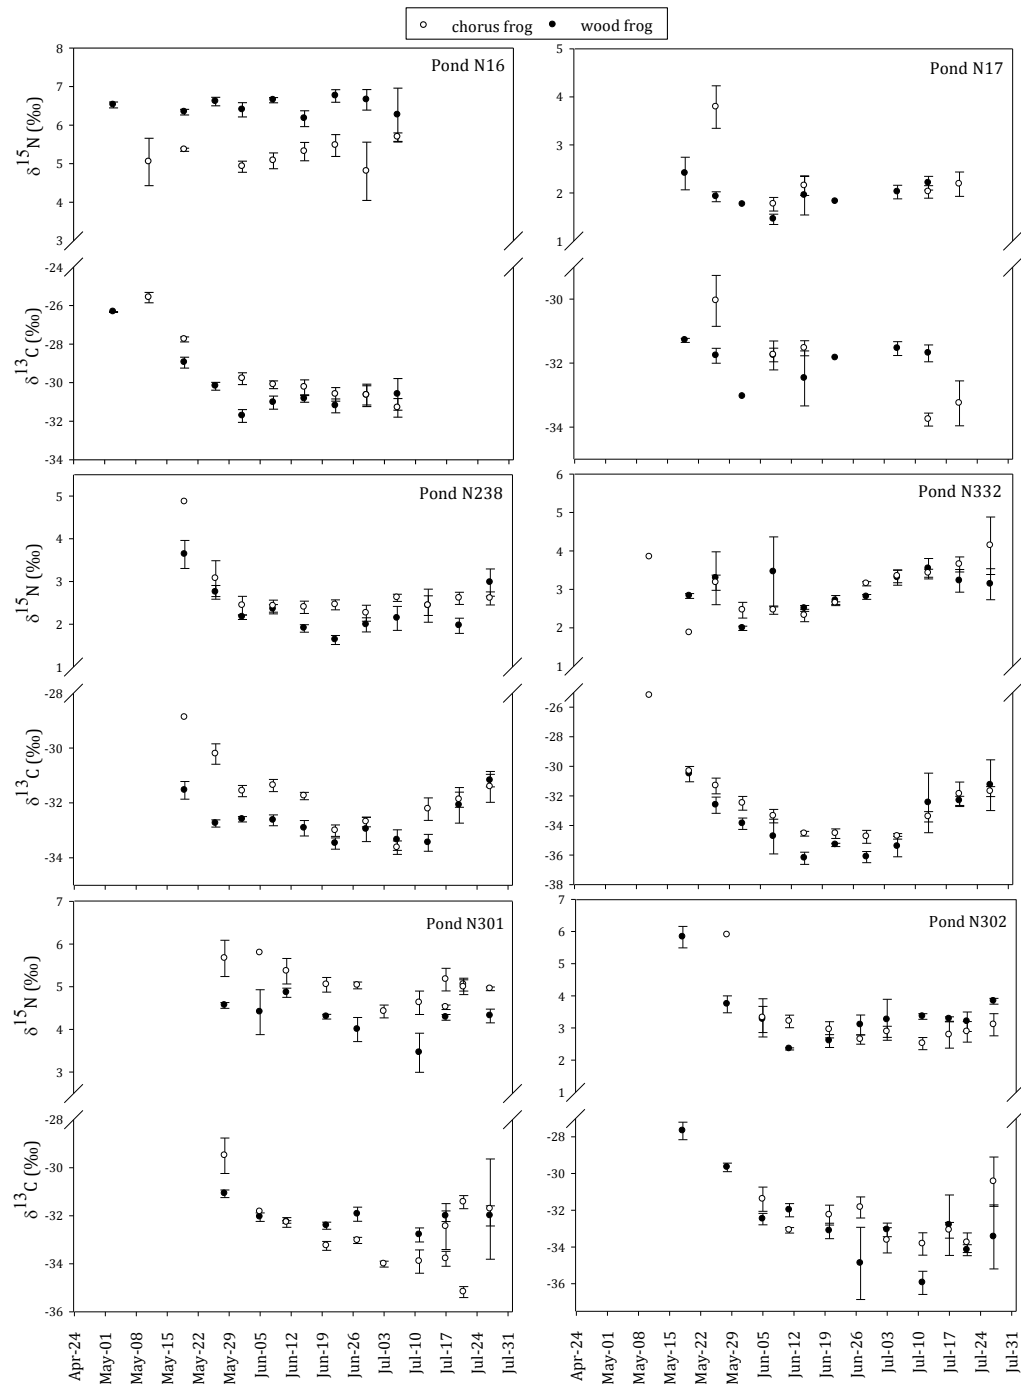 chorus frog wood frog
Pond N16
8
7
6
5
4
3
δ15N (‰)
-24
-26
-28
-30
-32
-34
δ13C (‰)
Pond N17
5
4
3
2
1
-30
-32
-34
Pond N238
5
4
3
2
1
δ15N (‰)
-28
-30
-32
-34
δ13C (‰)
Pond N332
6
5
4
3
2
1
-26
-28
-30
-32
-34
-36
-38
Pond N301
7
6
5
4
3
δ15N (‰)
-28
-30
-32
-34
-36
δ13C (‰)
Apr-24
May-01
May-08
May-15
May-22
May-29
Jun-05
Jun-12
Jun-19
Jun-26
Jul-03
Jul-10
Jul-17
Jul-24
Jul-31
Pond N302
7
6
5
4
3
2
1
-28
-30
-32
-34
-36
Apr-24
May-01
May-08
May-15
May-22
May-29
Jun-05
Jun-12
Jun-19
Jun-26
Jul-03
Jul-10
Jul-17
Jul-24
Jul-31